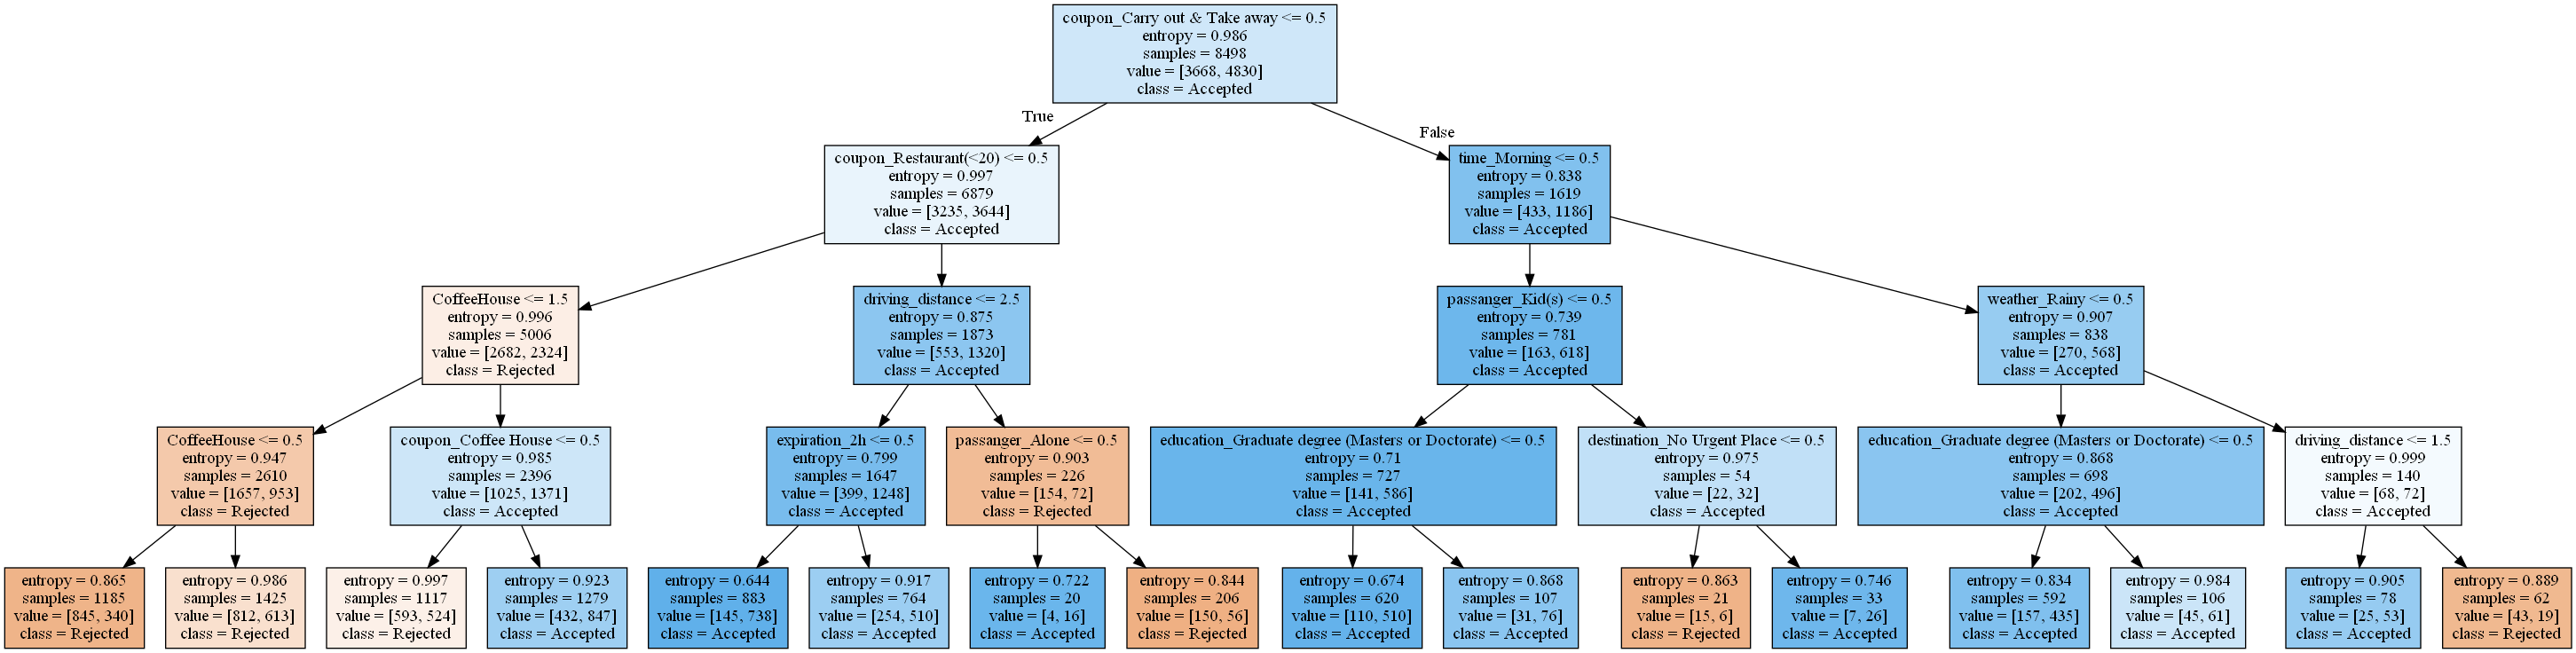 coupon_Carry out & Take away <= 0.5
entropy = 0.986
samples = 8498
value = [3668, 4830]
class = Accepted
True
False
coupon_Restaurant(<20) <= 0.5
entropy = 0.997
samples = 6879
value = [3235, 3644]
class = Accepted
time_Morning <= 0.5
entropy = 0.838
samples = 1619
value = [433, 1186]
class = Accepted
CoffeeHouse <= 1.5
entropy = 0.996
samples = 5006
value = [2682, 2324]
class = Rejected
driving_distance <= 2.5
entropy = 0.875
samples = 1873
value = [553, 1320]
class = Accepted
passanger_Kid(s) <= 0.5
entropy = 0.739
samples = 781
value = [163, 618]
class = Accepted
weather_Rainy <= 0.5
entropy = 0.907
samples = 838
value = [270, 568]
class = Accepted
CoffeeHouse <= 0.5
entropy = 0.947
samples = 2610
value = [1657, 953]
class = Rejected
coupon_Coffee House <= 0.5
entropy = 0.985
samples = 2396
value = [1025, 1371]
class = Accepted
expiration_2h <= 0.5
entropy = 0.799
samples = 1647
value = [399, 1248]
class = Accepted
passanger_Alone <= 0.5
entropy = 0.903
samples = 226
value = [154, 72]
class = Rejected
education_Graduate degree (Masters or Doctorate) <= 0.5
entropy = 0.71
samples = 727
value = [141, 586]
class = Accepted
destination_No Urgent Place <= 0.5
entropy = 0.975
samples = 54
value = [22, 32]
class = Accepted
education_Graduate degree (Masters or Doctorate) <= 0.5
entropy = 0.868
samples = 698
value = [202, 496]
class = Accepted
driving_distance <= 1.5
entropy = 0.999
samples = 140
value = [68, 72]
class = Accepted
entropy = 0.865
samples = 1185
value = [845, 340]
class = Rejected
entropy = 0.986
samples = 1425
value = [812, 613]
class = Rejected
entropy = 0.997
samples = 1117
value = [593, 524]
class = Rejected
entropy = 0.923
samples = 1279
value = [432, 847]
class = Accepted
entropy = 0.644
samples = 883
value = [145, 738]
class = Accepted
entropy = 0.917
samples = 764
value = [254, 510]
class = Accepted
entropy = 0.722
samples = 20
value = [4, 16]
class = Accepted
entropy = 0.844
samples = 206
value = [150, 56]
class = Rejected
entropy = 0.674
samples = 620
value = [110, 510]
class = Accepted
entropy = 0.868
samples = 107
value = [31, 76]
class = Accepted
entropy = 0.863
samples = 21
value = [15, 6]
class = Rejected
entropy = 0.746
samples = 33
value = [7, 26]
class = Accepted
entropy = 0.834
samples = 592
value = [157, 435]
class = Accepted
entropy = 0.984
samples = 106
value = [45, 61]
class = Accepted
entropy = 0.905
samples = 78
value = [25, 53]
class = Accepted
entropy = 0.889
samples = 62
value = [43, 19]
class = Rejected